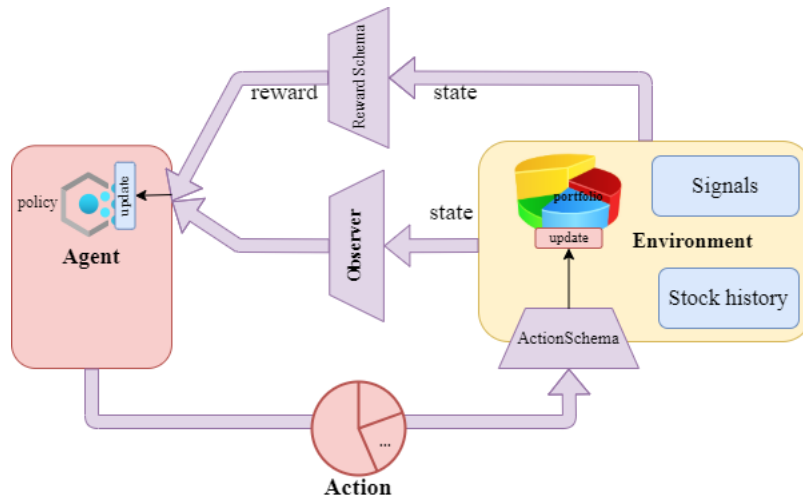 Reward Schema
reward
state
policy
update
Agent
Observer
state
portfolio
update
Signals
Environment
Stock history
ActionSchema
...
Action